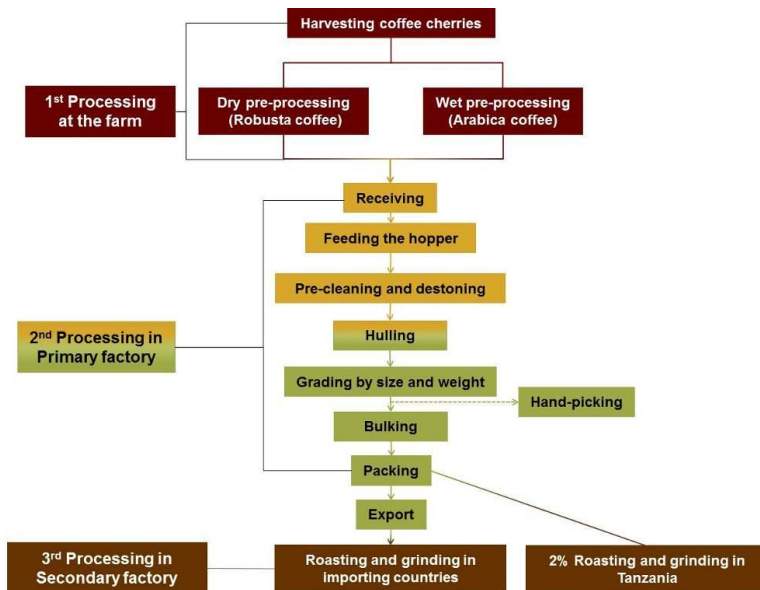 Harvesting coffee cherries
1st Processing
at the farm
Dry pre-processing
(Robusta coffee)
Wet pre-processing
(Arabica coffee)
Receiving
Feeding the hopper
Pre-cleaning and destoning
2nd Processing in
Primary factory
Hulling
Grading by size and weight
Hand-picking
Bulking
Packing
Export
3rd Processing in
Secondary factory
Roasting and grinding in
importing countries
2% Roasting and grinding in
Tanzania